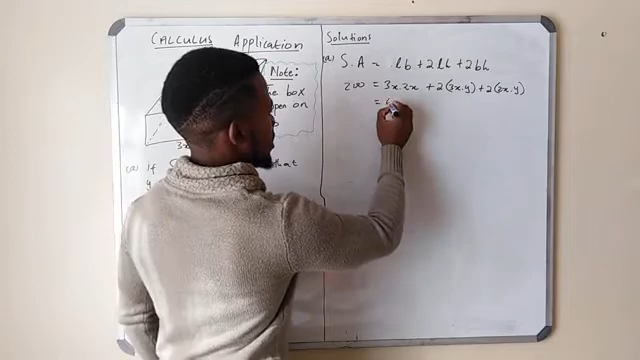 CALCULUS Application
Note:
The box
open on
3x
(a) If
that
y
Solutions
(a) S.A = lb + 2lh + 2bh
200 = 3x.2x + 2(3x.y) + 2(2x.y)
=